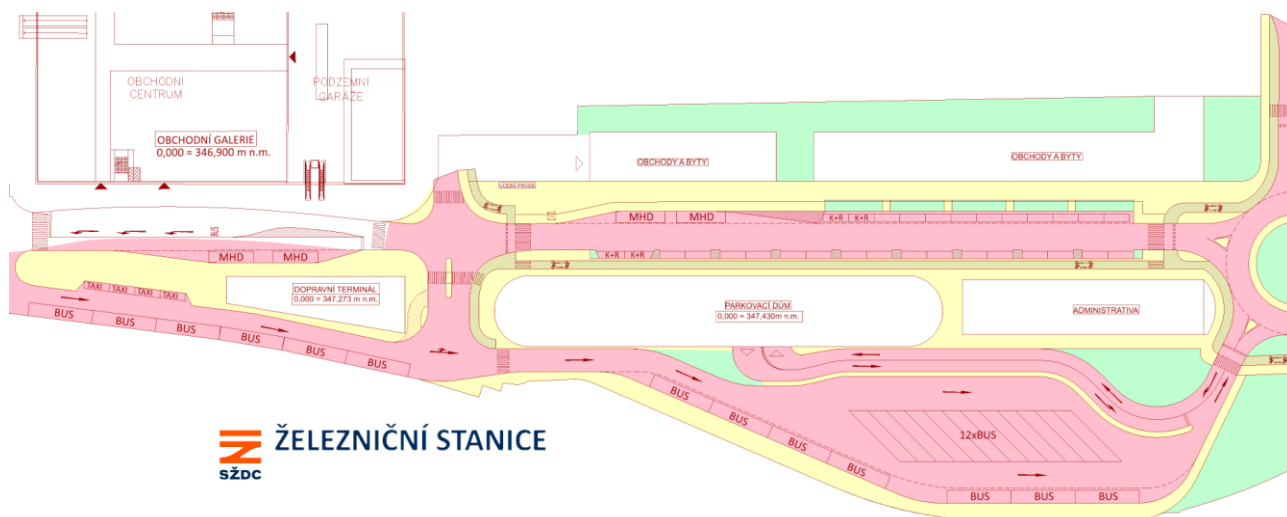 OBCHODNÍ
CENTRUM
PODZEMNÍ
GARÁŽE
OBCHODNÍ GALERIE
0,000 = 346,900 m n.m.
OBCHODY A BYTY
OBCHODY A BYTY
VODNÍ PRVEK
MHD
MHD
K+R
K+R
BUS
MHD
MHD
K+R
K+R
TAXI
TAXI
TAXI
TAXI
DOPRAVNÍ TERMINÁL
0,000 = 347,273 m n.m.
PARKOVACÍ DŮM
0,000 = 347,430m n.m.
ADMINISTRATIVA
BUS
BUS
BUS
BUS
BUS
BUS
BUS
BUS
BUS
BUS
12xBUS
BUS
BUS
BUS
SŽDC
ŽELEZNIČNÍ STANICE